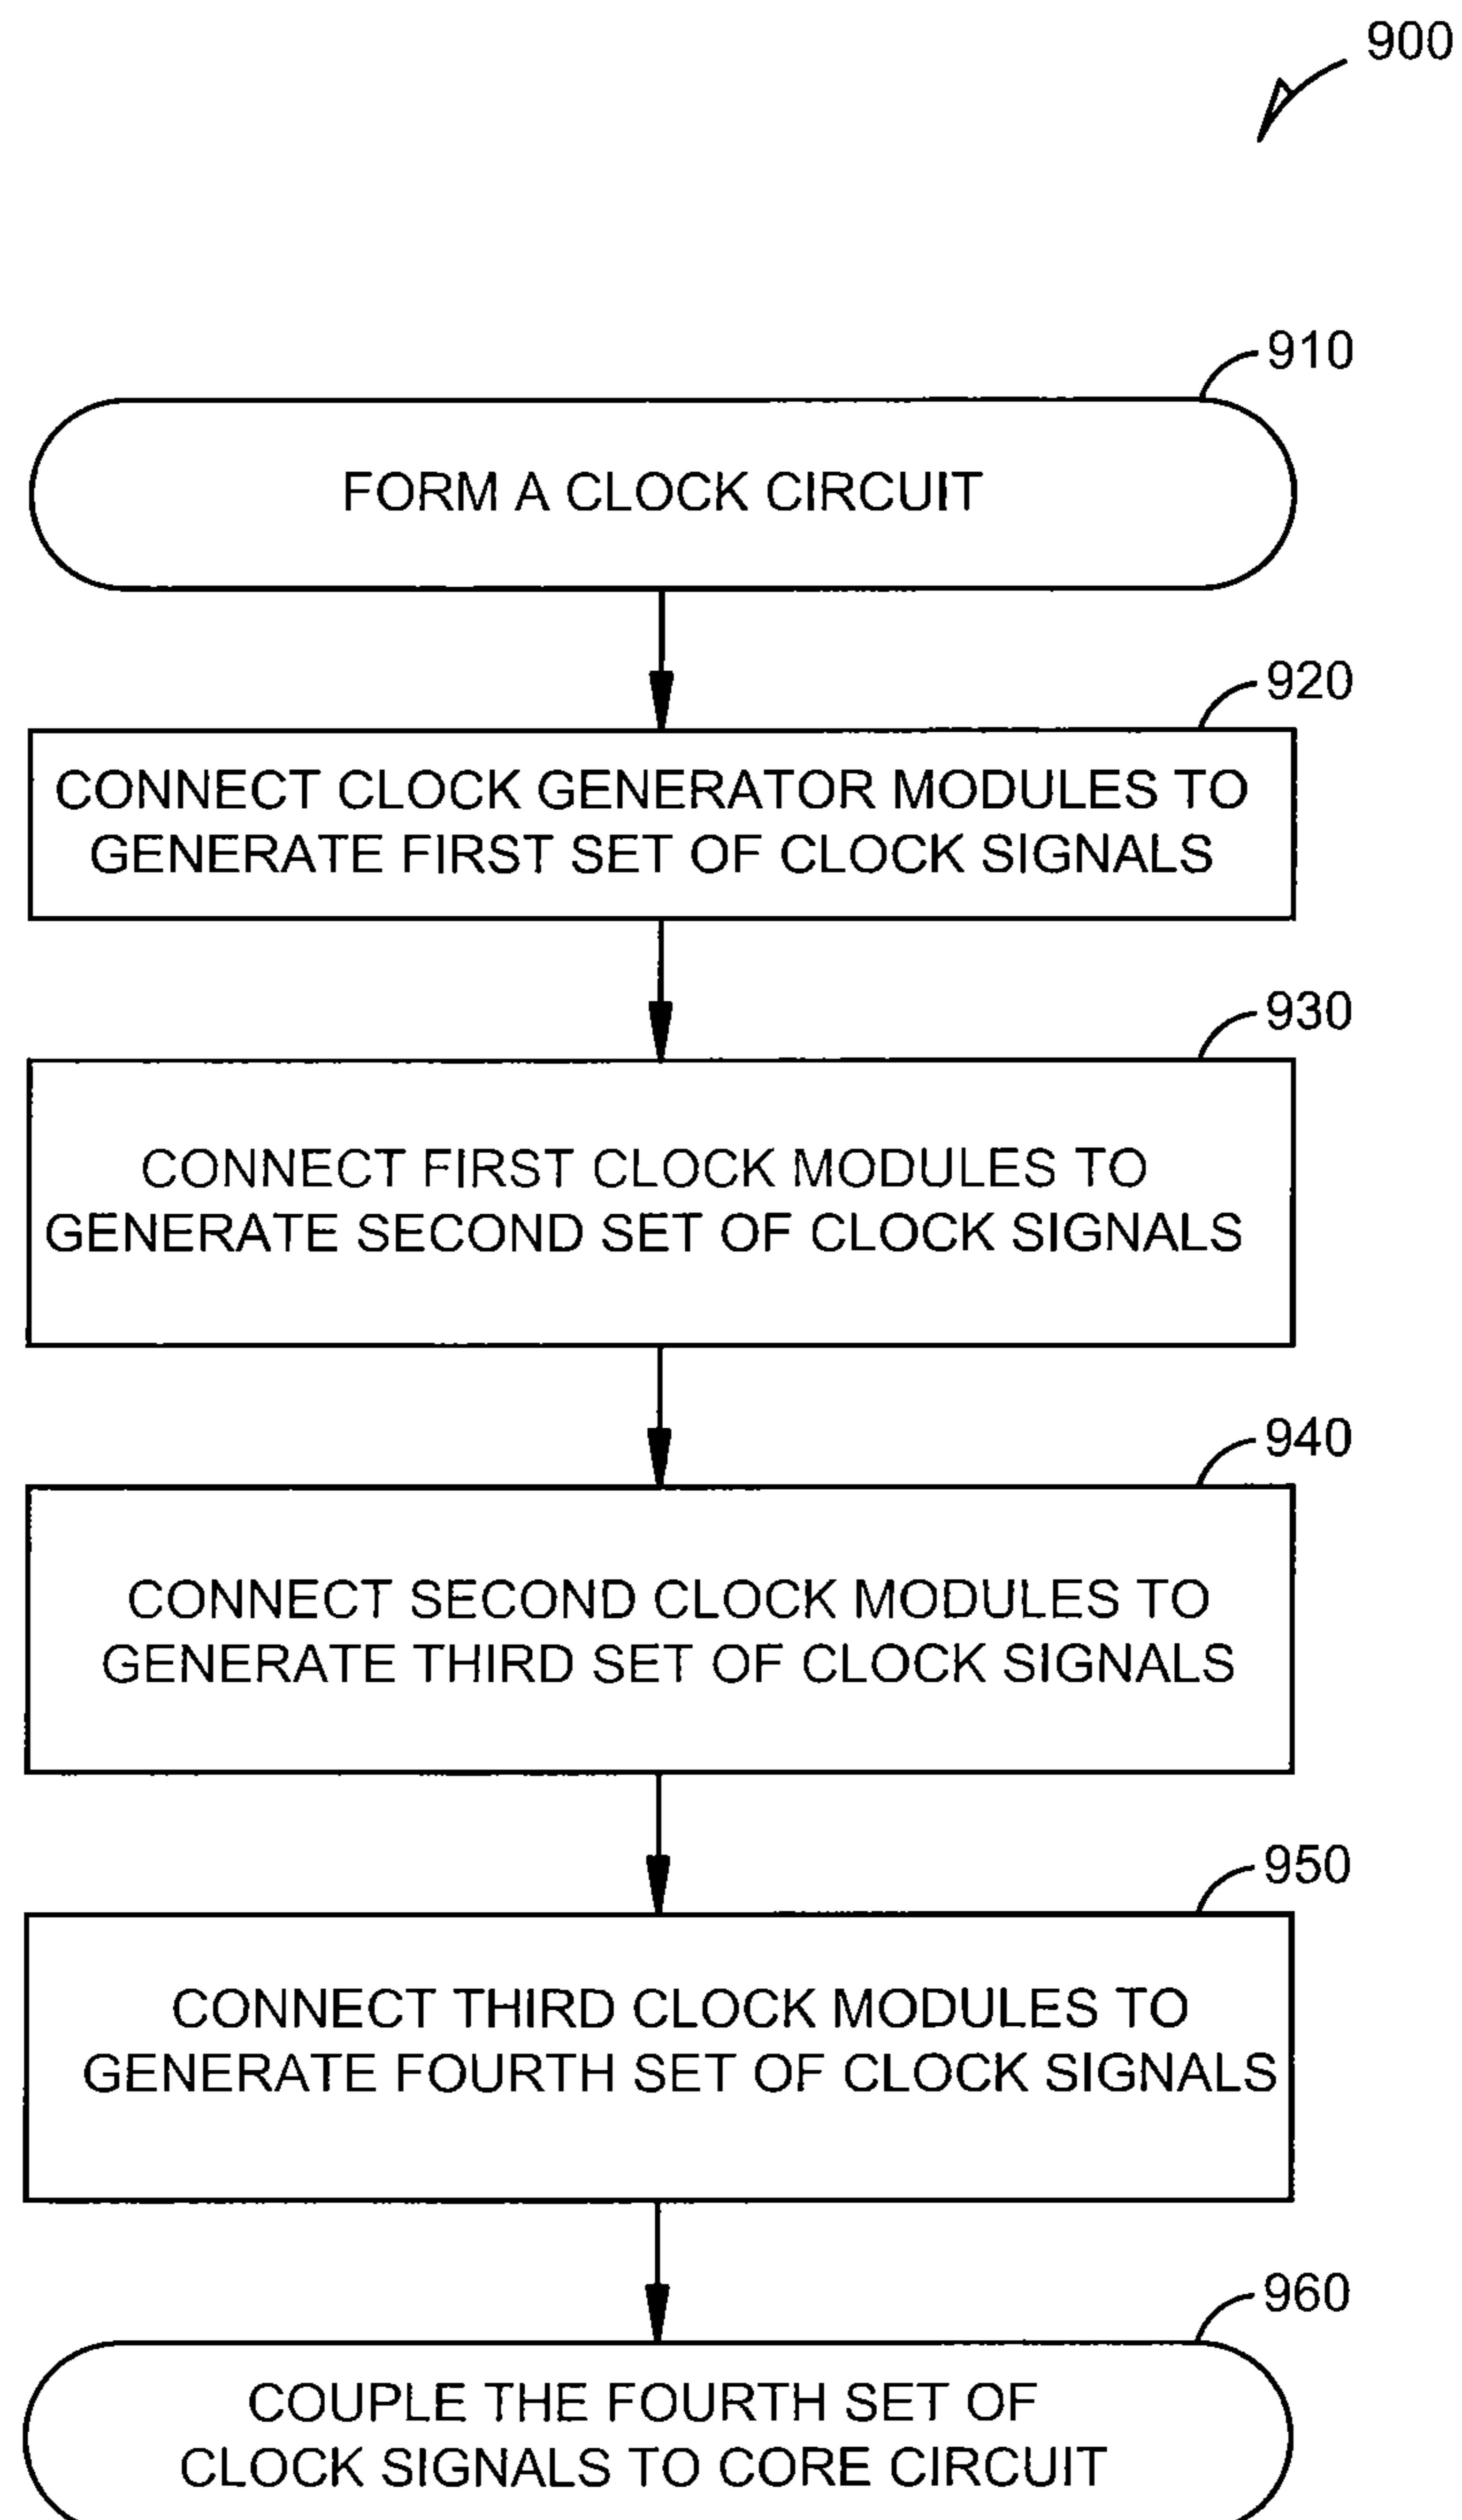 900
910
FORM A CLOCK CIRCUIT
920
CONNECT CLOCK GENERATOR MODULES TO
GENERATE FIRST SET OF CLOCK SIGNALS
930
CONNECT FIRST CLOCK MODULES TO
GENERATE SECOND SET OF CLOCK SIGNALS
940
CONNECT SECOND CLOCK MODULES TO
GENERATE THIRD SET OF CLOCK SIGNALS
950
CONNECT THIRD CLOCK MODULES TO
GENERATE FOURTH SET OF CLOCK SIGNALS
960
COUPLE THE FOURTH SET OF
CLOCK SIGNALS TO CORE CIRCUIT